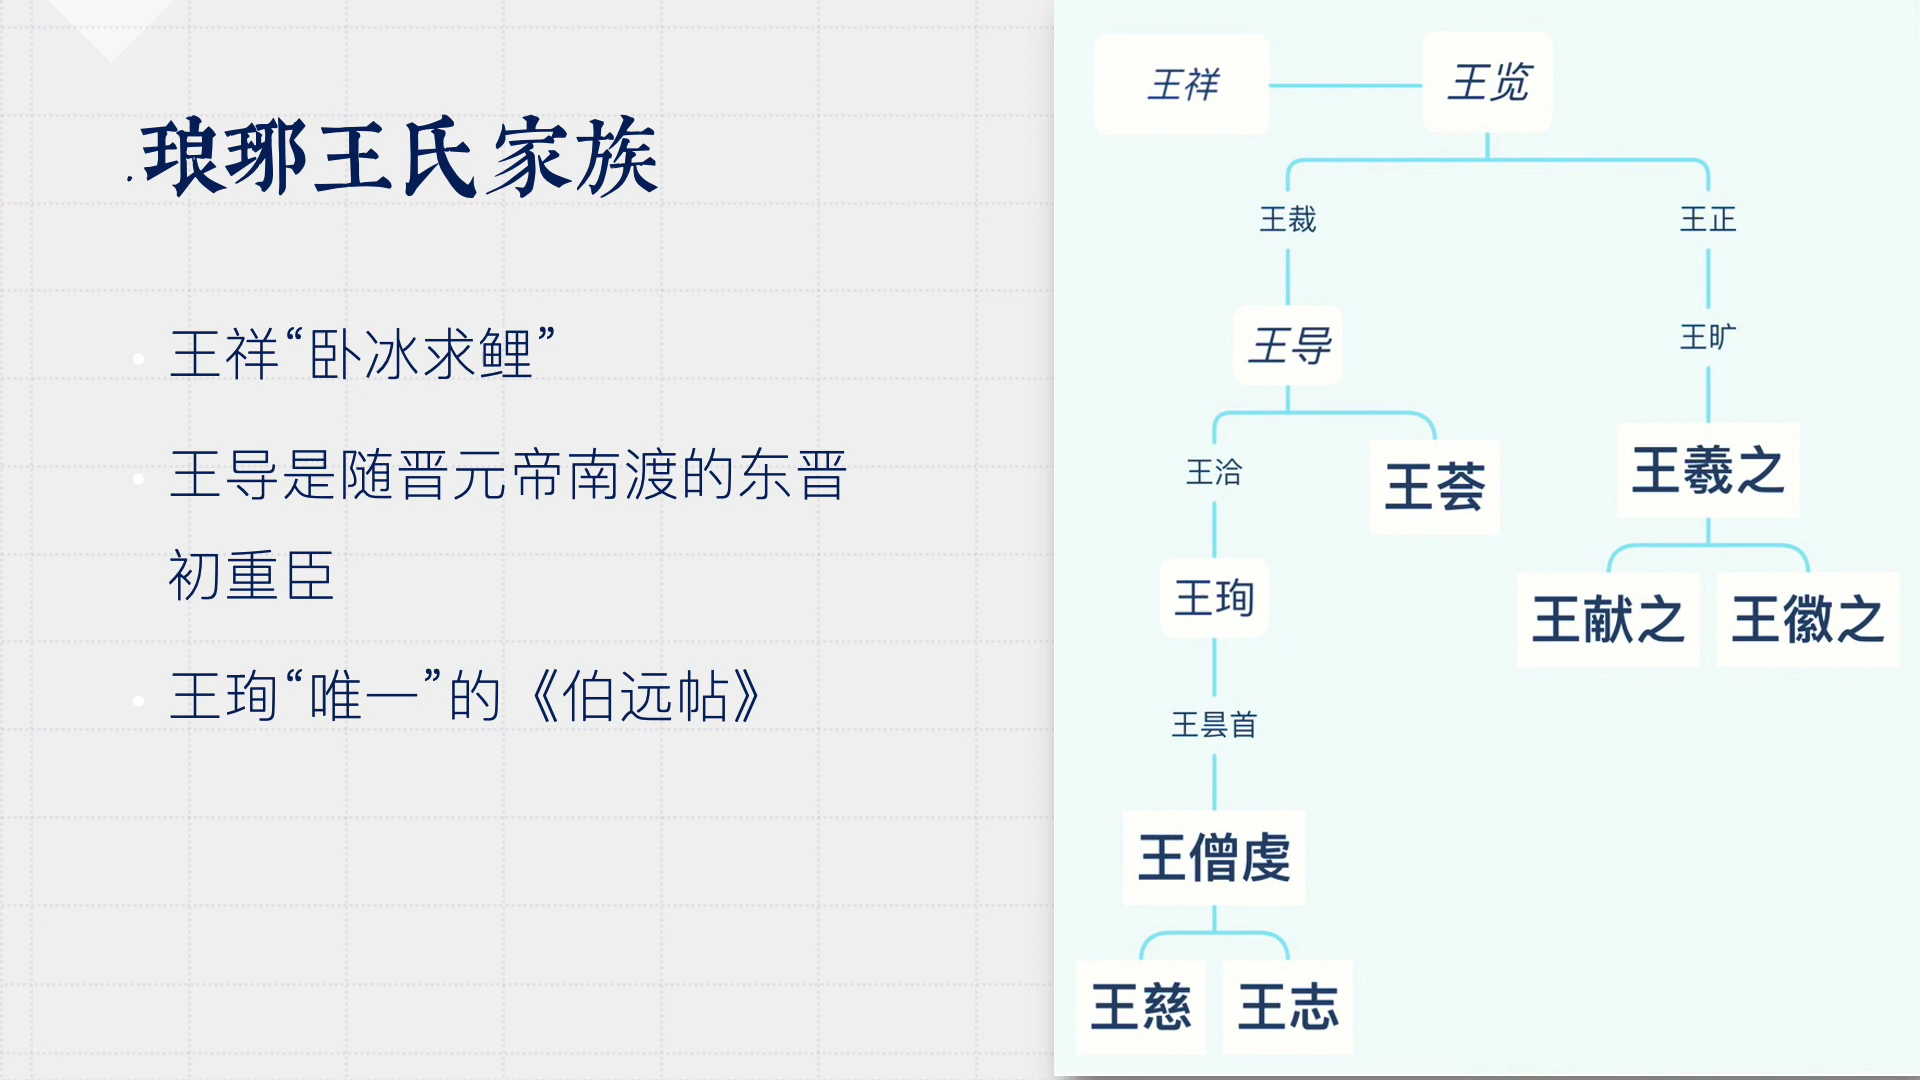 琅琊王氏家族
王祥“卧冰求鲤”
王导是随晋元帝南渡的东晋
初重臣
王珣“唯一”的《伯远帖》
王祥
王览
王裁
王正
王导
王旷
王洽
王荟
王羲之
王珣
王献之
王徽之
王昙首
王僧虔
王慈
王志